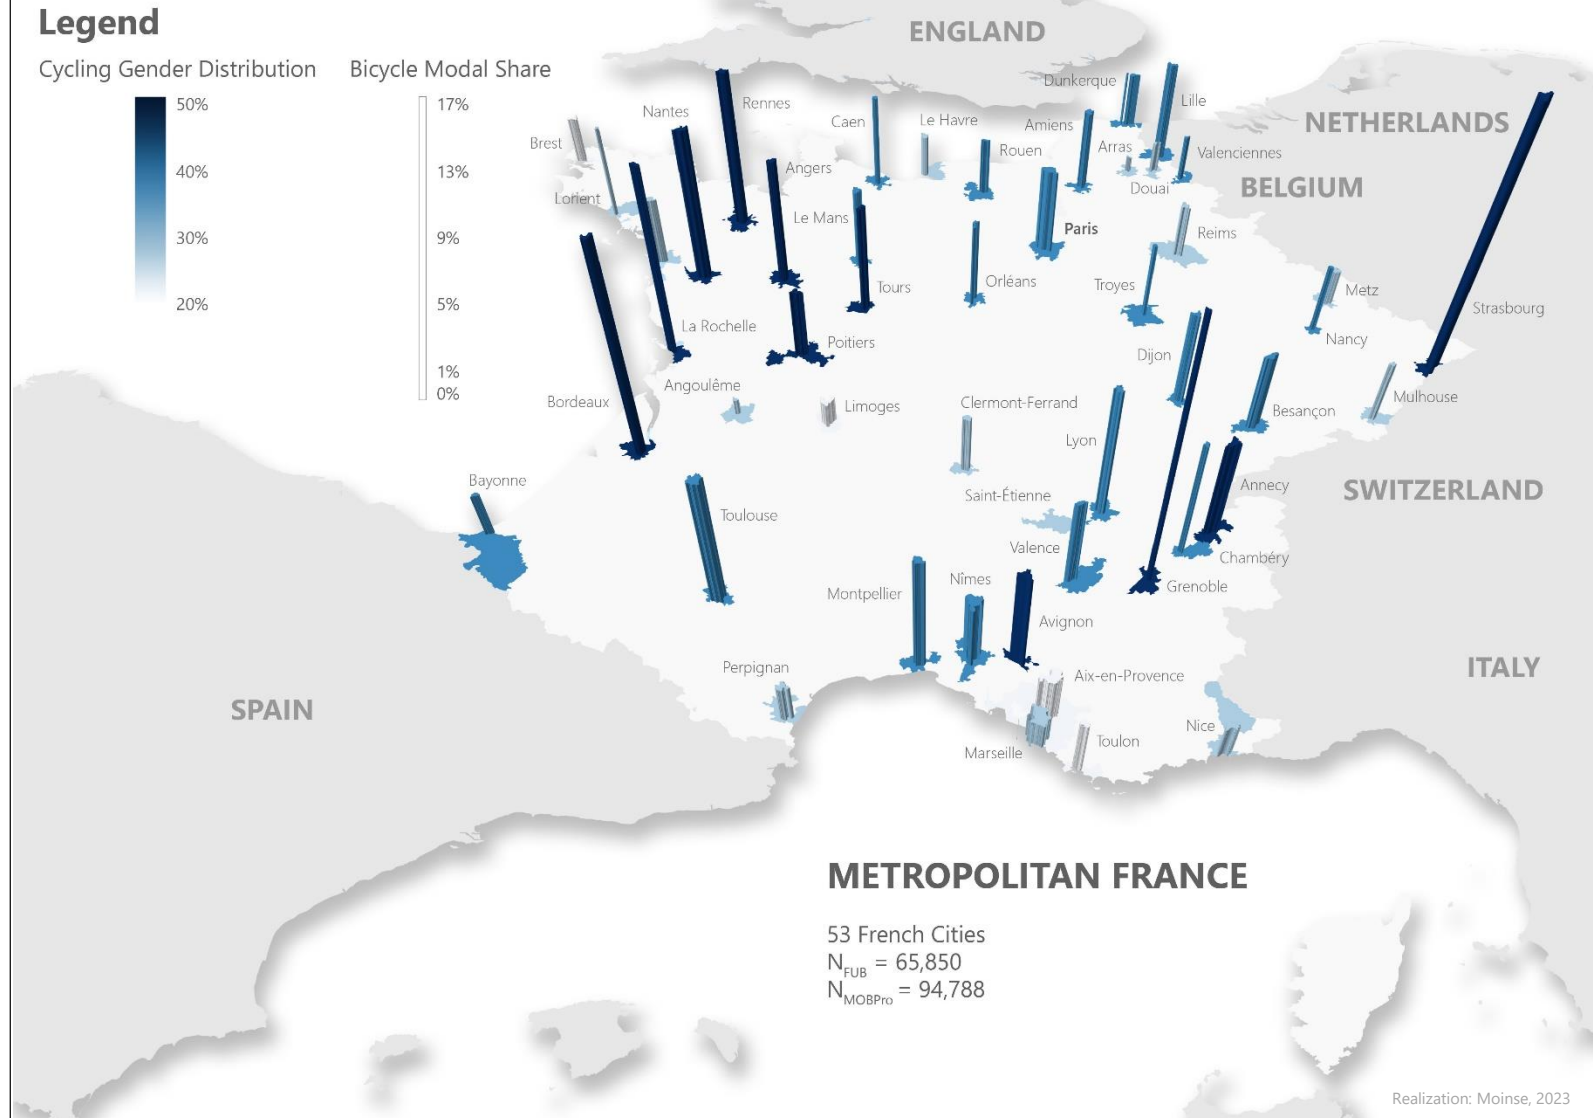 Legend
Cycling Gender Distribution
50%
40%
30%
20%
Bicycle Modal Share
17%
13%
9%
5%
1%
0%
ENGLAND
NETHERLANDS
BELGIUM
SWITZERLAND
ITALY
SPAIN
Brest
Lorient
Nantes
Rennes
Angers
Caen
Le Havre
Rouen
Amiens
Dunkerque
Lille
Arras
Douai
Valenciennes
Le Mans
Tours
Orléans
Paris
Reims
Troyes
Metz
Nancy
Strasbourg
La Rochelle
Poitiers
Angoulême
Limoges
Bordeaux
Clermont-Ferrand
Dijon
Besançon
Mulhouse
Lyon
Saint-Étienne
Valence
Annecy
Chambéry
Grenoble
Bayonne
Toulouse
Montpellier
Nîmes
Avignon
Perpignan
Aix-en-Provence
Marseille
Toulon
Nice
METROPOLITAN FRANCE
53 French Cities
NFUB = 65,850
NMOBPro = 94,788
Realization: Moinse, 2023